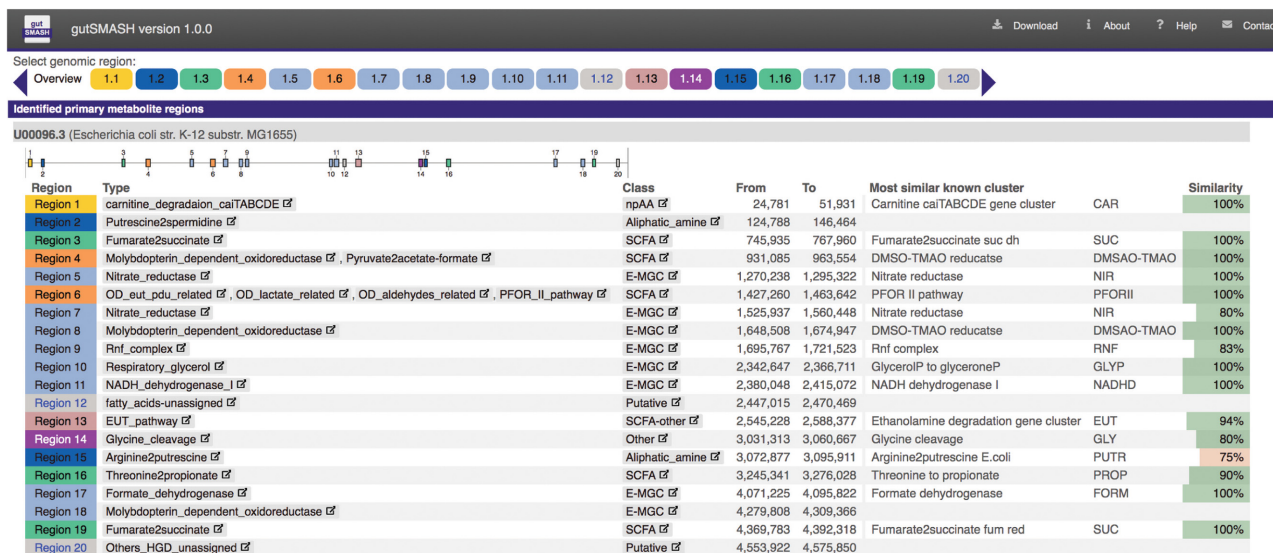 gut SMASH gutSMASH version 1.0.0 Download About Help Contac
Select genomic region:
Overview 1.1 1.2 1.3 1.4 1.5 1.6 1.7 1.8 1.9 1.10 1.11 1.12 1.13 1.14 1.15 1.16 1.17 1.18 1.19 1.20
Identified primary metabolite regions
U00096.3 (Escherichia coli str. K-12 substr. MG1655)
1 3 5 7 9 11 13 15 17 19
2 4 6 8 10 12 14 16 18 20
Region Type Class From To Most similar known cluster Similarity
Region 1 carnitine_degradaion_caiTABCDE npAA 24,781 51,931 Carnitine caiTABCDE gene cluster CAR 100%
Region 2 Putrescine2spermidine Aliphatic_amine 124,788 146,464
Region 3 Fumarate2succinate SCFA 745,935 767,960 Fumarate2succinate suc dh SUC 100%
Region 4 Molybdopterin_dependent_oxidoreductase , Pyruvate2acetate-formate SCFA 931,085 963,554 DMSO-TMAO reducatse DMSAO-TMAO 100%
Region 5 Nitrate_reductase E-MGC 1,270,238 1,295,322 Nitrate reductase NIR 100%
Region 6 OD_eut_pdu_related , OD_lactate_related , OD_aldehydes_related , PFOR_II_pathway SCFA 1,427,260 1,463,642 PFOR II pathway PFORII 100%
Region 7 Nitrate_reductase E-MGC 1,525,937 1,560,448 Nitrate reductase NIR 80%
Region 8 Molybdopterin_dependent_oxidoreductase E-MGC 1,648,508 1,674,947 DMSO-TMAO reducatse DMSAO-TMAO 100%
Region 9 Rnf_complex E-MGC 1,695,767 1,721,523 Rnf complex RNF 83%
Region 10 Respiratory_glycerol E-MGC 2,342,647 2,366,711 GlycerolP to glyceroneP GLYP 100%
Region 11 NADH_dehydrogenase_I E-MGC 2,380,048 2,415,072 NADH dehydrogenase I NADHD 100%
Region 12 fatty_acids-unassigned Putative 2,447,015 2,470,469
Region 13 EUT_pathway SCFA-other 2,545,228 2,588,377 Ethanolamine degradation gene cluster EUT 94%
Region 14 Glycine_cleavage Other 3,031,313 3,060,667 Glycine cleavage GLY 80%
Region 15 Arginine2putrescine Aliphatic_amine 3,072,877 3,095,911 Arginine2putrescine E.coli PUTR 75%
Region 16 Threonine2propionate SCFA 3,245,341 3,276,028 Threonine to propionate PROP 90%
Region 17 Formate_dehydrogenase E-MGC 4,071,225 4,095,822 Formate dehydrogenase FORM 100%
Region 18 Molybdopterin_dependent_oxidoreductase E-MGC 4,279,808 4,309,366
Region 19 Fumarate2succinate SCFA 4,369,783 4,392,318 Fumarate2succinate fum red SUC 100%
Region 20 Others_HGD_unassigned Putative 4,553,922 4,575,850